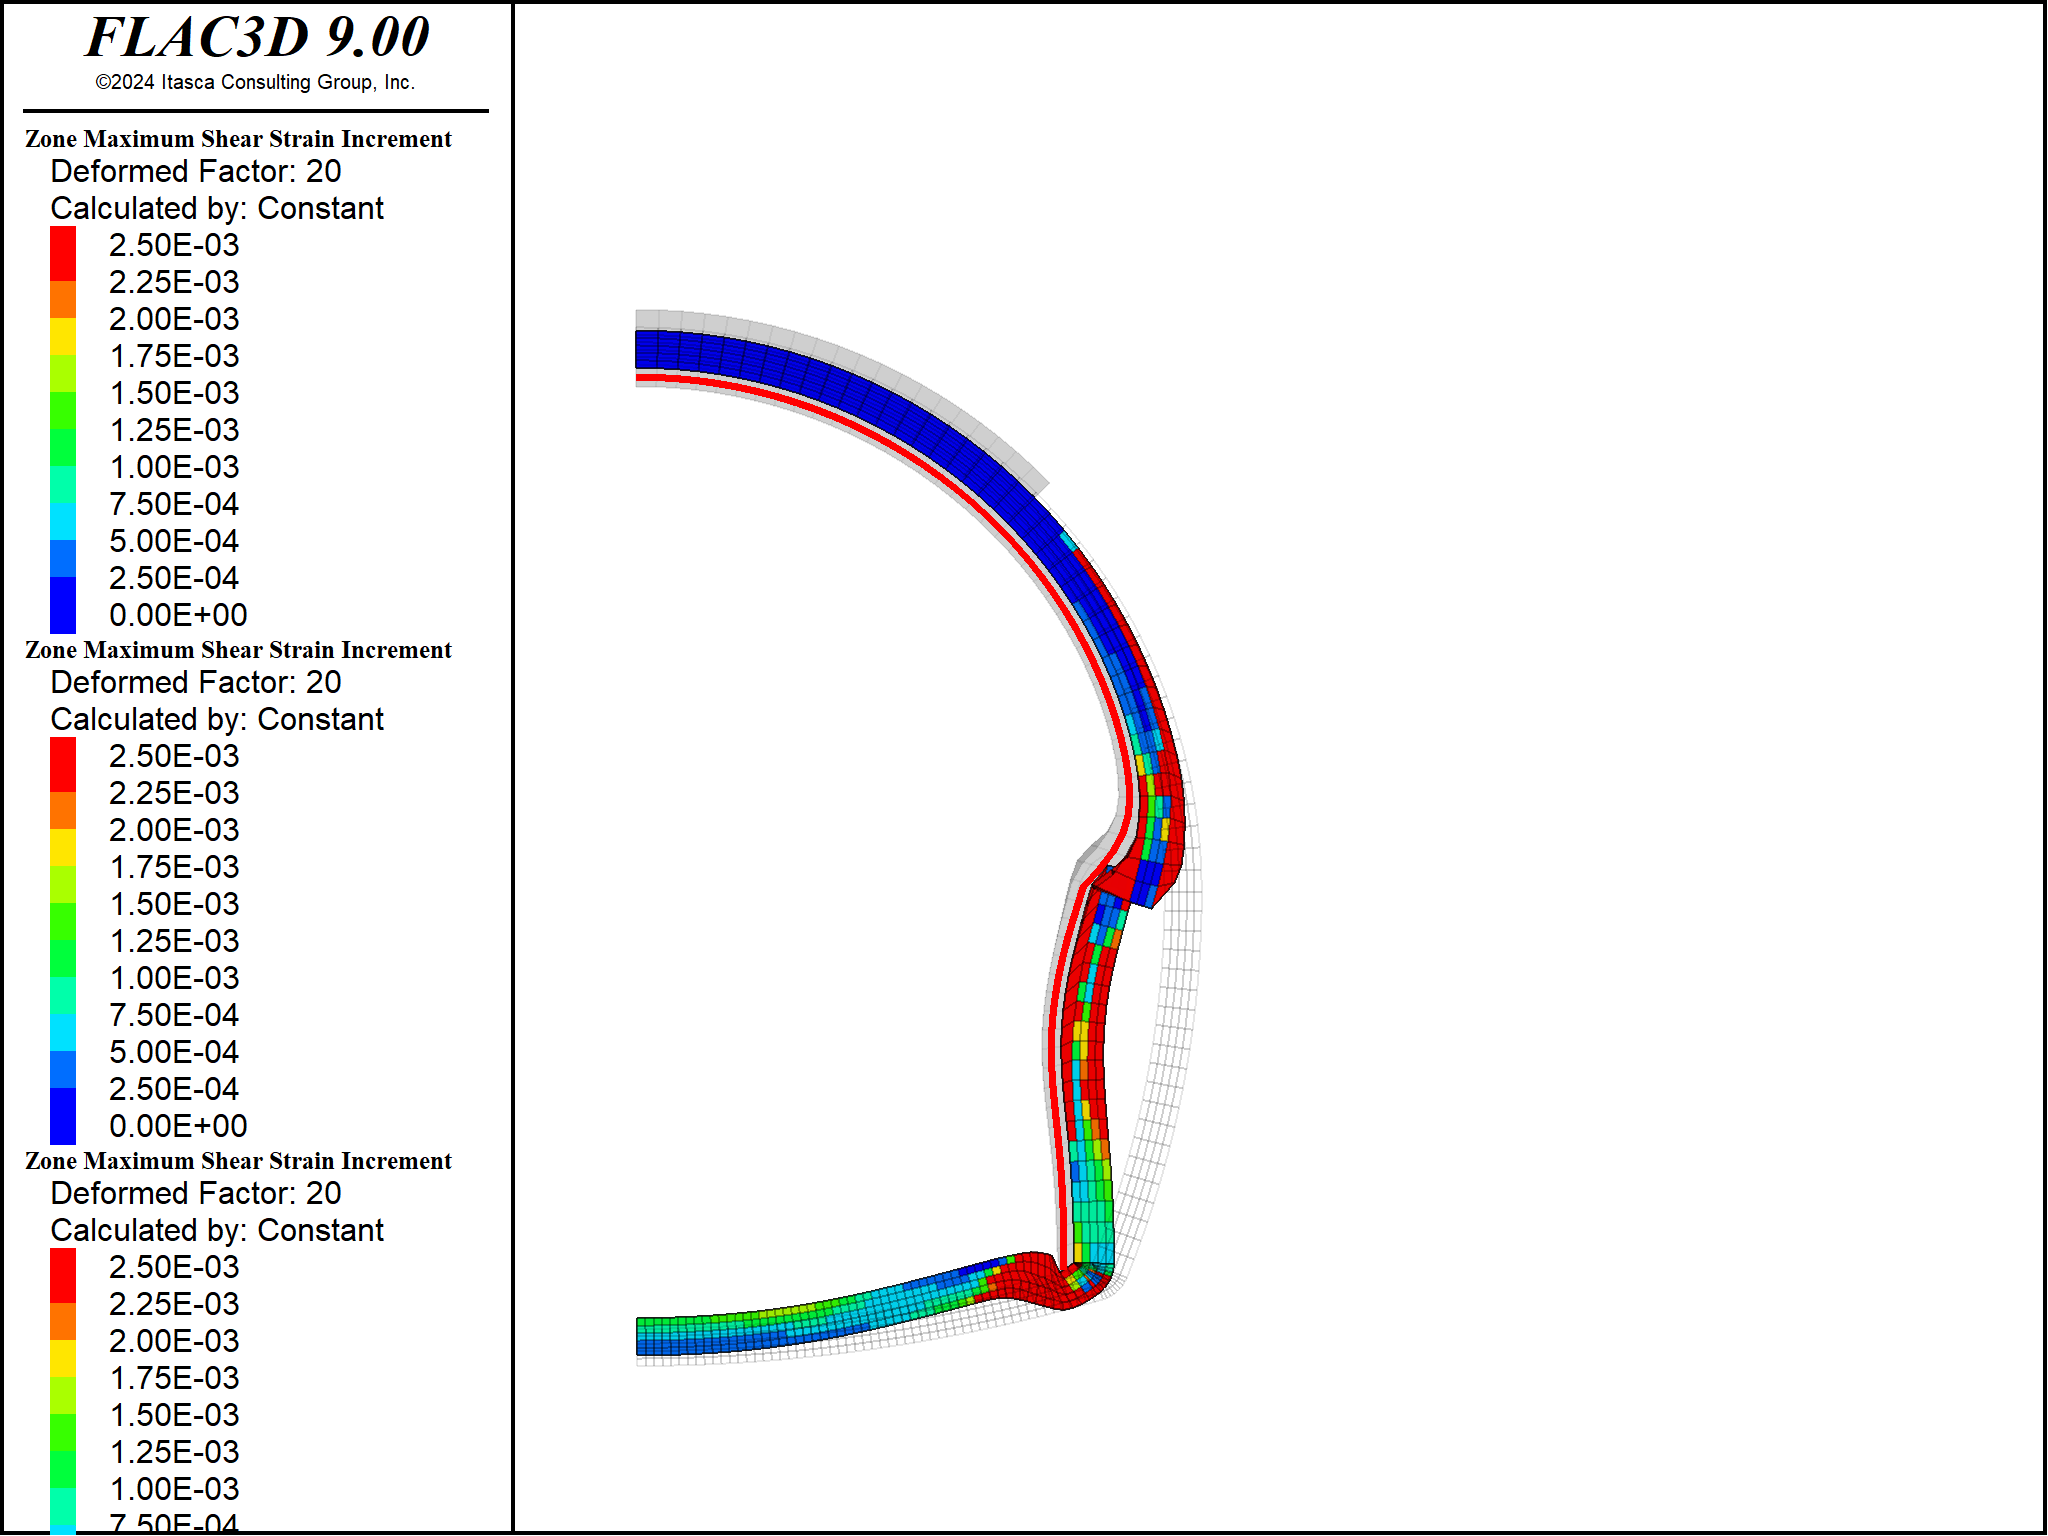 FLAC3D 9.00
©2024 Itasca Consulting Group, Inc.
Zone Maximum Shear Strain Increment
Deformed Factor: 20
Calculated by: Constant
2.50E-03
2.25E-03
2.00E-03
1.75E-03
1.50E-03
1.25E-03
1.00E-03
7.50E-04
5.00E-04
2.50E-04
0.00E+00
Zone Maximum Shear Strain Increment
Deformed Factor: 20
Calculated by: Constant
2.50E-03
2.25E-03
2.00E-03
1.75E-03
1.50E-03
1.25E-03
1.00E-03
7.50E-04
5.00E-04
2.50E-04
0.00E+00
Zone Maximum Shear Strain Increment
Deformed Factor: 20
Calculated by: Constant
2.50E-03
2.25E-03
2.00E-03
1.75E-03
1.50E-03
1.25E-03
1.00E-03
7.50E-04